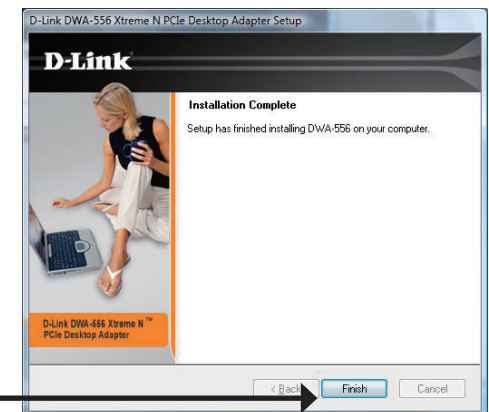 D-Link DWA-556 Xtreme N PCIe Desktop Adapter Setup
D-Link
Installation Complete
Setup has finished installing DWA-556 on your computer.
D-Link DWA-556 Xtreme N™
PCIe Desktop Adapter
< Back Finish Cancel